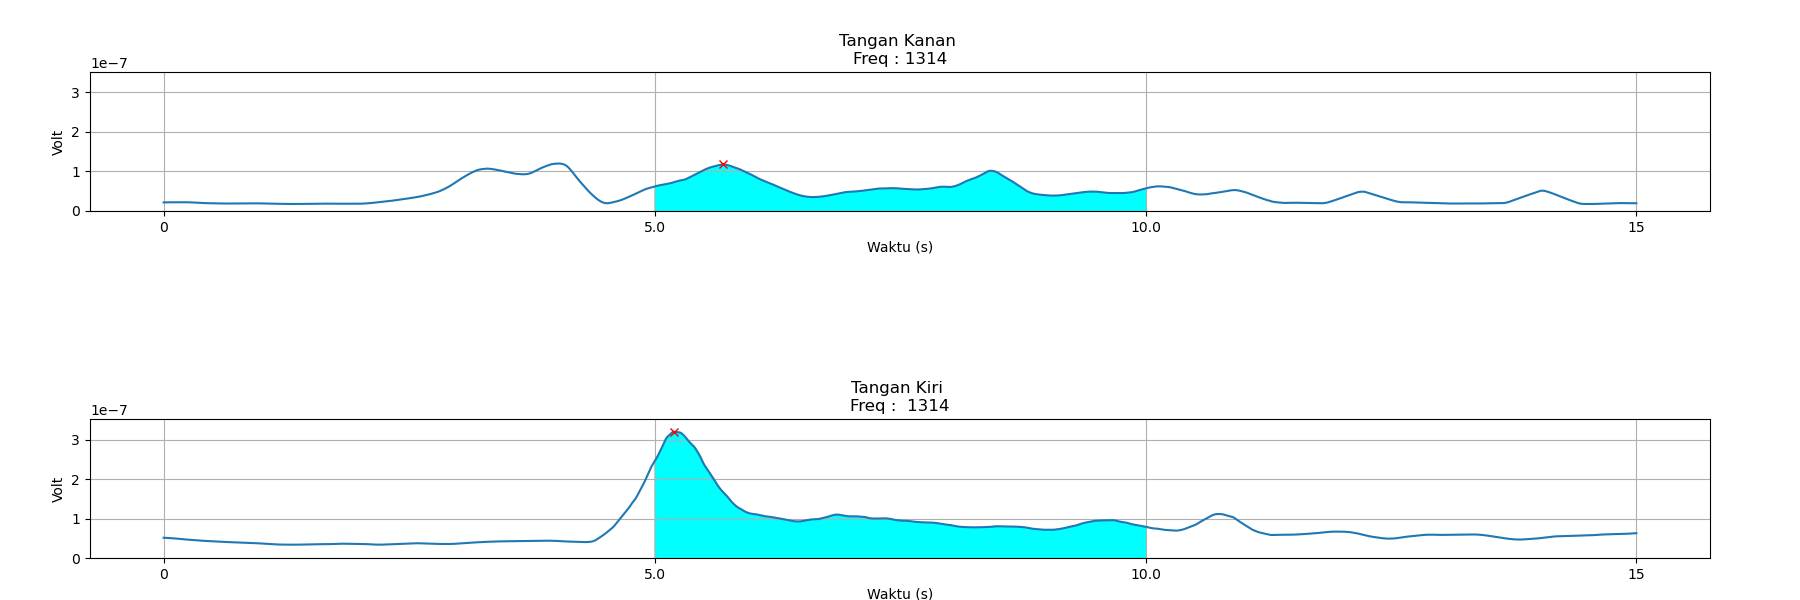 Tangan Kanan
Freq : 1314
1e−7
3
2
1
0
Volt
0 5.0 10.0 15
Waktu (s)
Tangan Kiri
Freq :  1314
1e−7
3
2
1
0
Volt
0 5.0 10.0 15
Waktu (s)